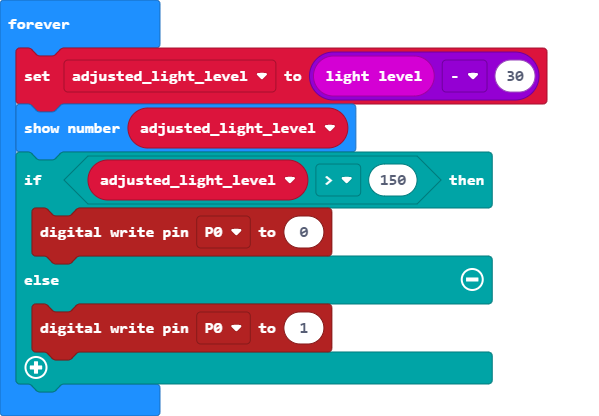 forever
set adjusted_light_level to light level - 30
show number adjusted_light_level
if adjusted_light_level > 150 then
digital write pin P0 to 0
else
digital write pin P0 to 1